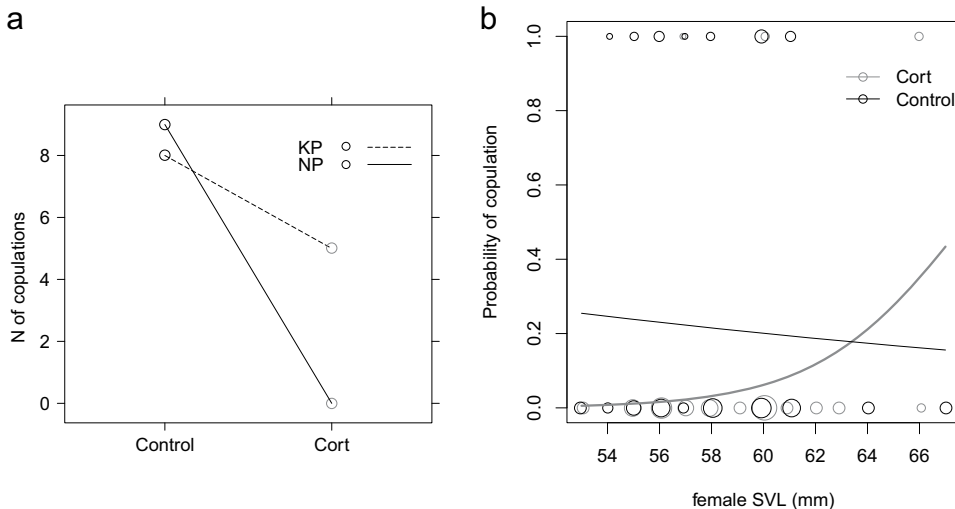 a
N of copulations
8
6
4
2
0
KP
NP
Control
Cort
b
Probability of copulation
1.0
0.8
0.6
0.4
0.2
0.0
Cort
Control
54
56
58
60
62
64
66
female SVL (mm)